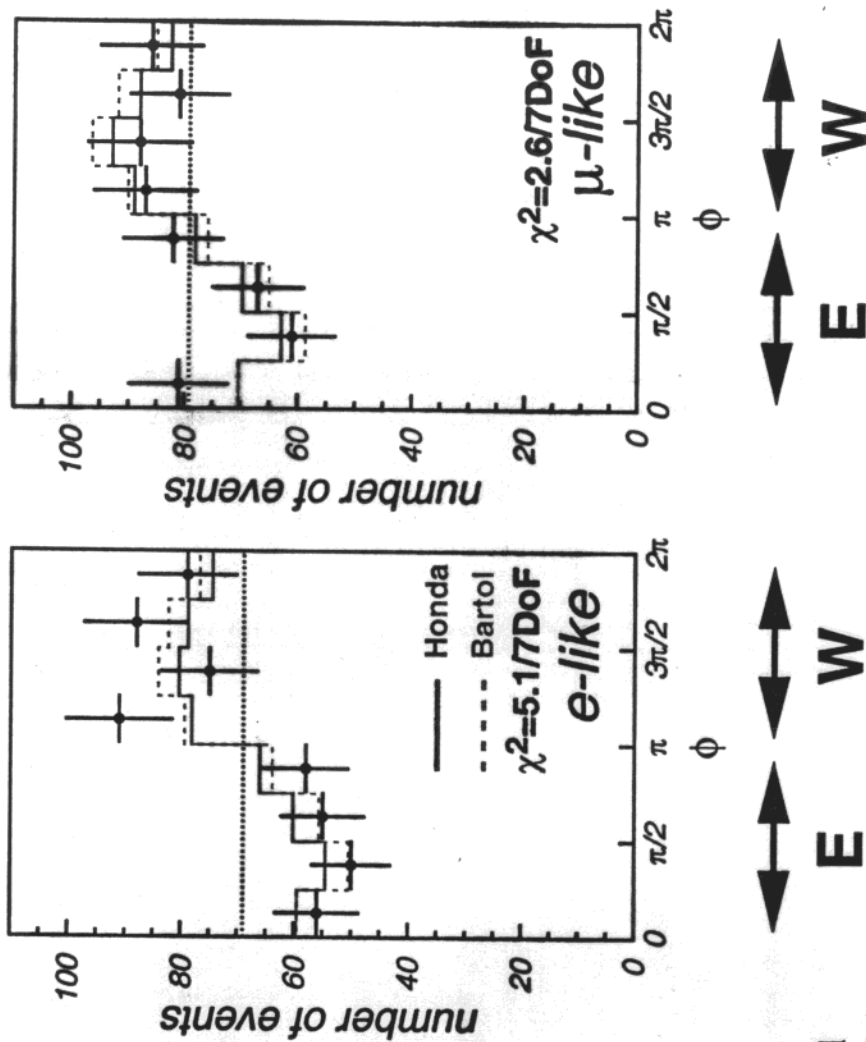 number of events
100
80
60
40
20
0
χ²=2.6/7DoF
μ-like
0
π/2
π
3π/2
2π
ϕ
E
W
number of events
100
80
60
40
20
0
Honda
Bartol
χ²=5.1/7DoF
e-like
0
π/2
π
3π/2
2π
ϕ
E
W